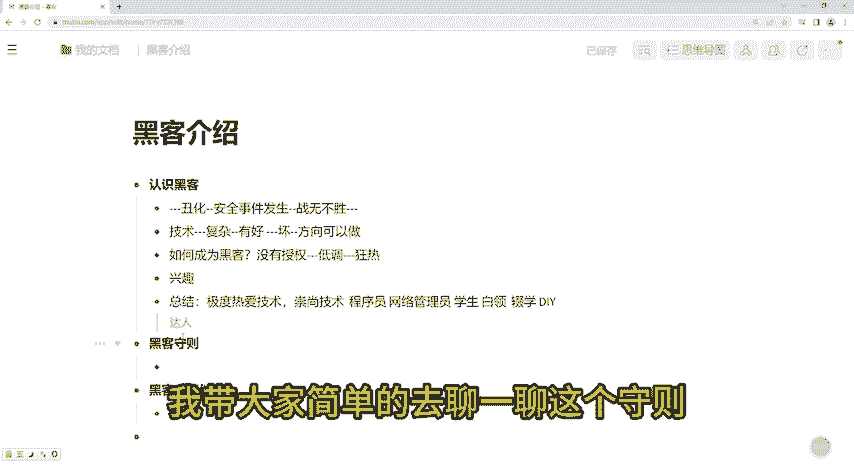 我的文档 | 黑客介绍
已保存
思维导图
黑客介绍
认识黑客
---丑化--安全事件发生--战无不胜---
技术---复杂--有好 ---坏--方向可以做
如何成为黑客？没有授权---低调---狂热
兴趣
总结：极度热爱技术，崇尚技术 程序员 网络管理员 学生 白领 辍学 DIY
达人
黑客守则
我带大家简单的去聊一聊这个守则